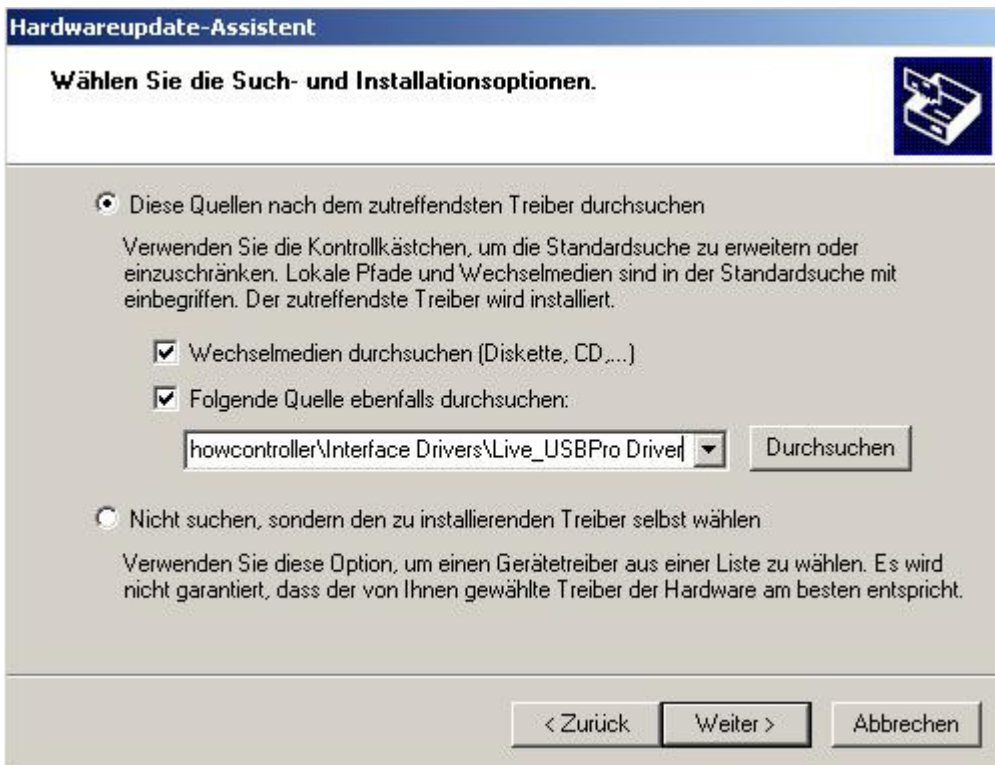 Hardwareupdate-Assistent
Wählen Sie die Such- und Installationsoptionen.
Diese Quellen nach dem zutreffendsten Treiber durchsuchen
Verwenden Sie die Kontrollkästchen, um die Standardsuche zu erweitern oder
einzuschränken. Lokale Pfade und Wechselmedien sind in der Standardsuche mit
einbegriffen. Der zutreffendste Treiber wird installiert.
Wechselmedien durchsuchen (Diskette, CD,...)
Folgende Quelle ebenfalls durchsuchen:
howcontroller\Interface Drivers\Live_USBPro Driver
Durchsuchen
Nicht suchen, sondern den zu installierenden Treiber selbst wählen
Verwenden Sie diese Option, um einen Gerätetreiber aus einer Liste zu wählen. Es wird
nicht garantiert, dass der von Ihnen gewählte Treiber der Hardware am besten entspricht.
< Zurück Weiter > Abbrechen